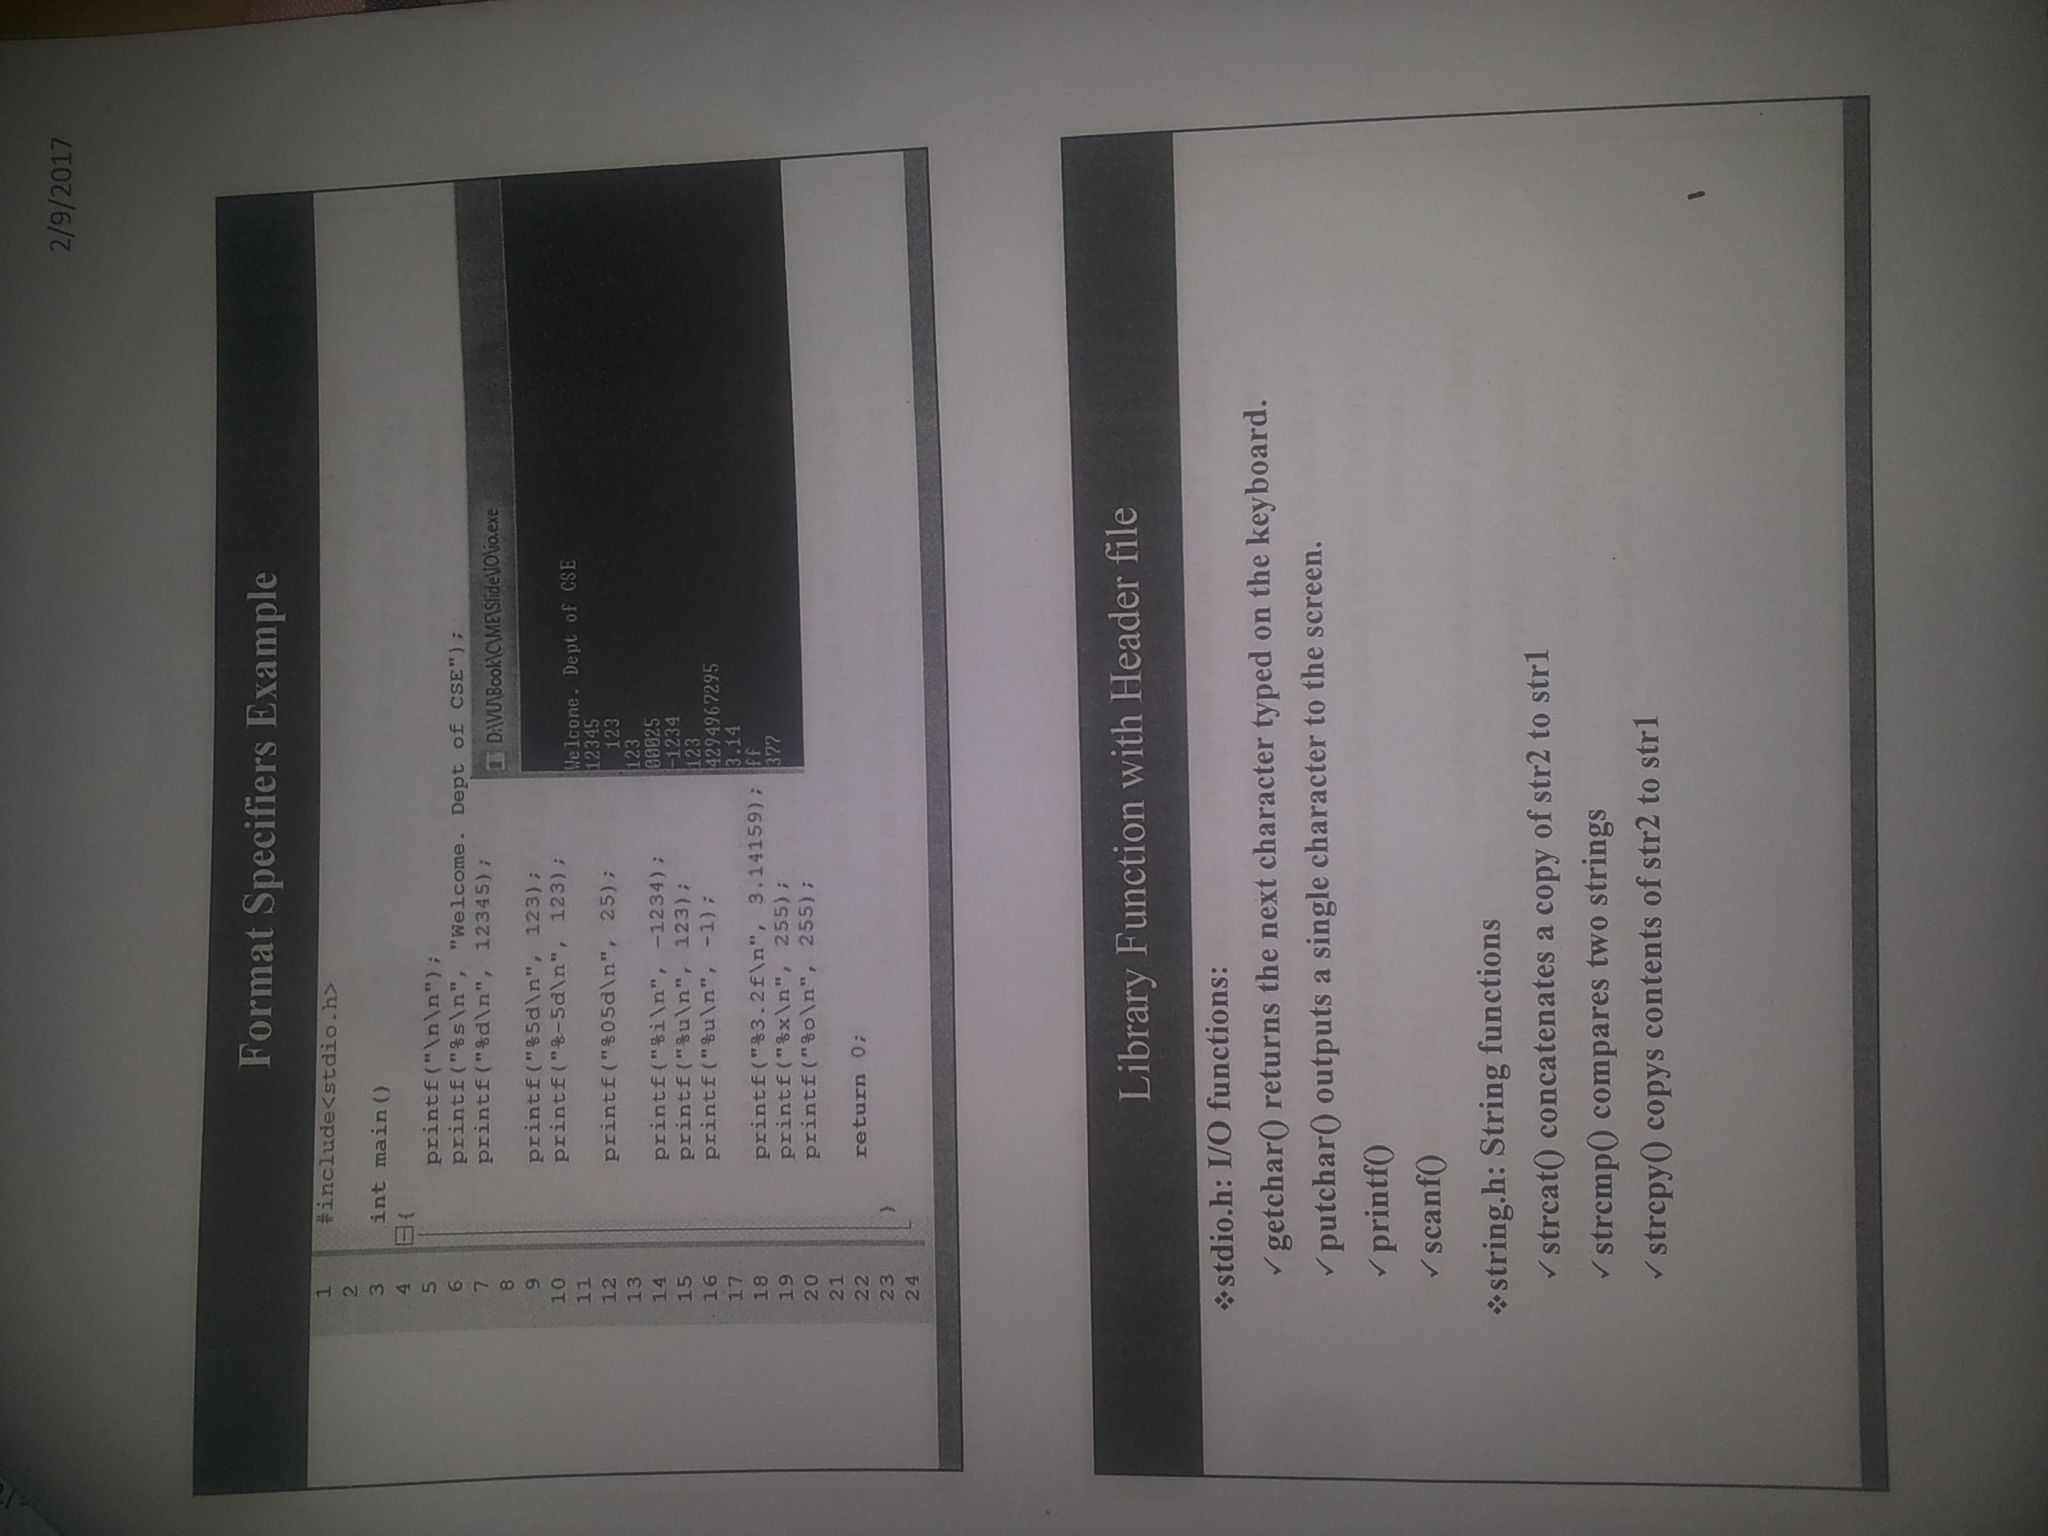 2/9/2017
Format Specifiers Example
1 #include<stdio.h>
2
3 int main()
4 {
5 printf("\n\n");
6 printf("%s\n", "Welcome. Dept of CSE");
7 printf("%d\n", 12345);
8
9 printf("%5d\n", 123);
10 printf("%-5d\n", 123);
11
12 printf("%05d\n", 25);
13
14 printf("%i\n", -1234);
15 printf("%u\n", 123);
16 printf("%u\n", -1);
17
18 printf("%3.2f\n", 3.14159);
19 printf("%x\n", 255);
20 printf("%o\n", 255);
21
22 return 0;
23 }
24
D:\VU\Book\C\ME\Slide\IO\io.exe
Welcome. Dept of CSE
12345
  123
123
00025
-1234
123
4294967295
3.14
ff
377
Library Function with Header file
❖stdio.h: I/O functions:
✓getchar() returns the next character typed on the keyboard.
✓putchar() outputs a single character to the screen.
✓printf()
✓scanf()
❖string.h: String functions
✓strcat() concatenates a copy of str2 to str1
✓strcmp() compares two strings
✓strcpy() copys contents of str2 to str1